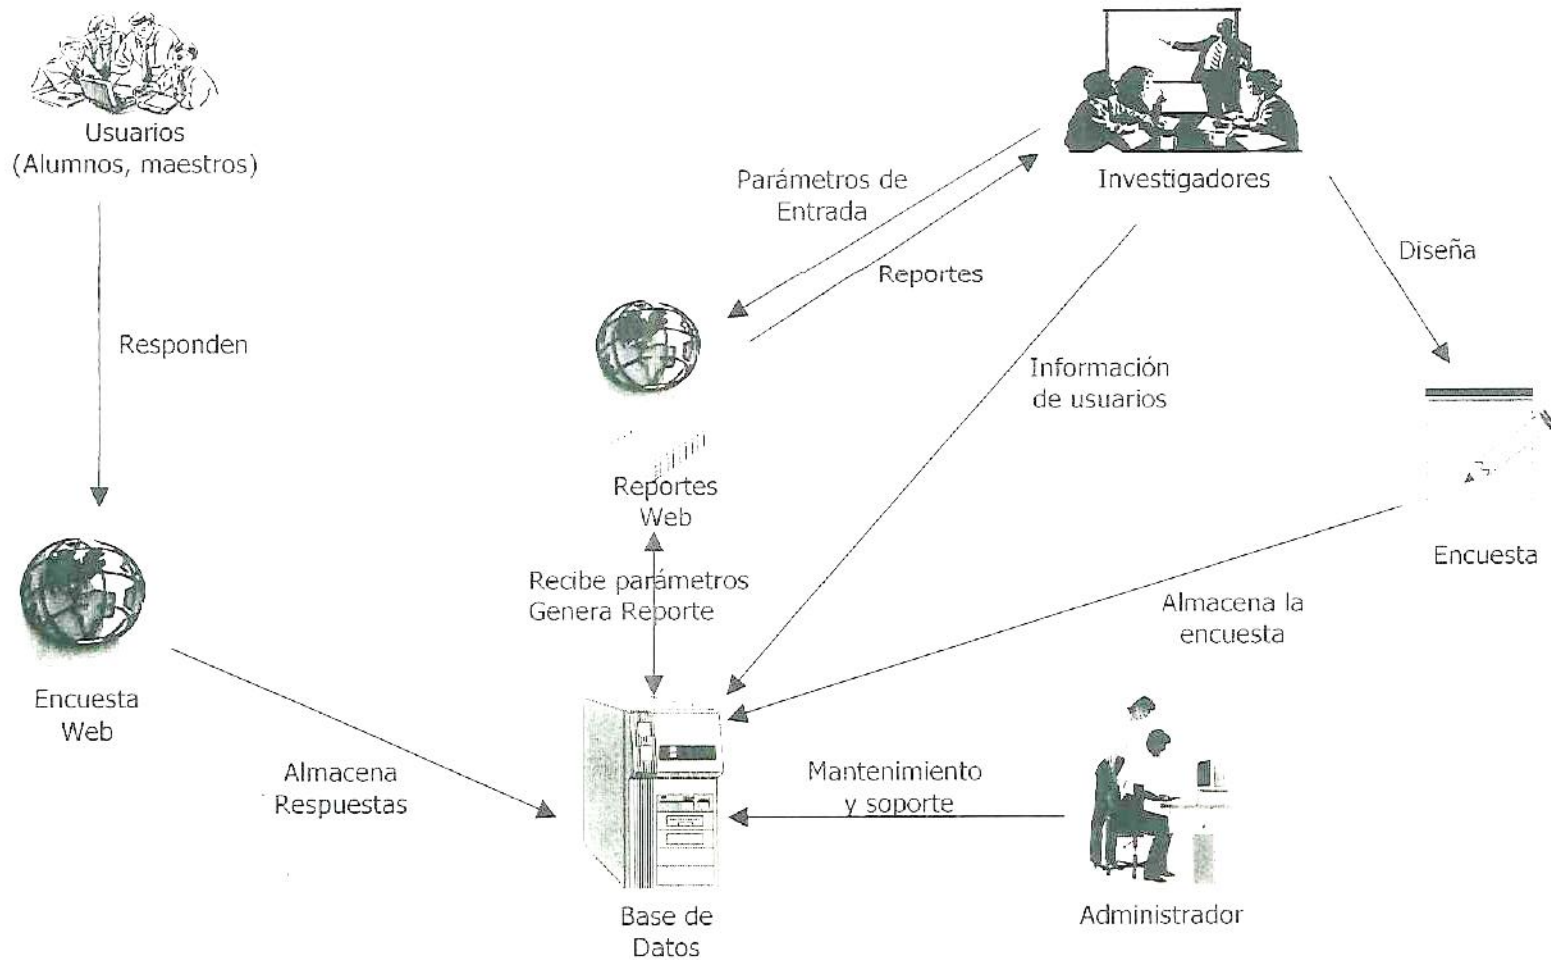 Usuarios
(Alumnos, maestros)
Investigadores
Parámetros de
Entrada
Reportes
Diseña
Responden
Información
de usuarios
Reportes
Web
Encuesta
Recibe parámetros
Genera Reporte
Almacena la
encuesta
Encuesta
Web
Almacena
Respuestas
Mantenimiento
y soporte
Base de
Datos
Administrador